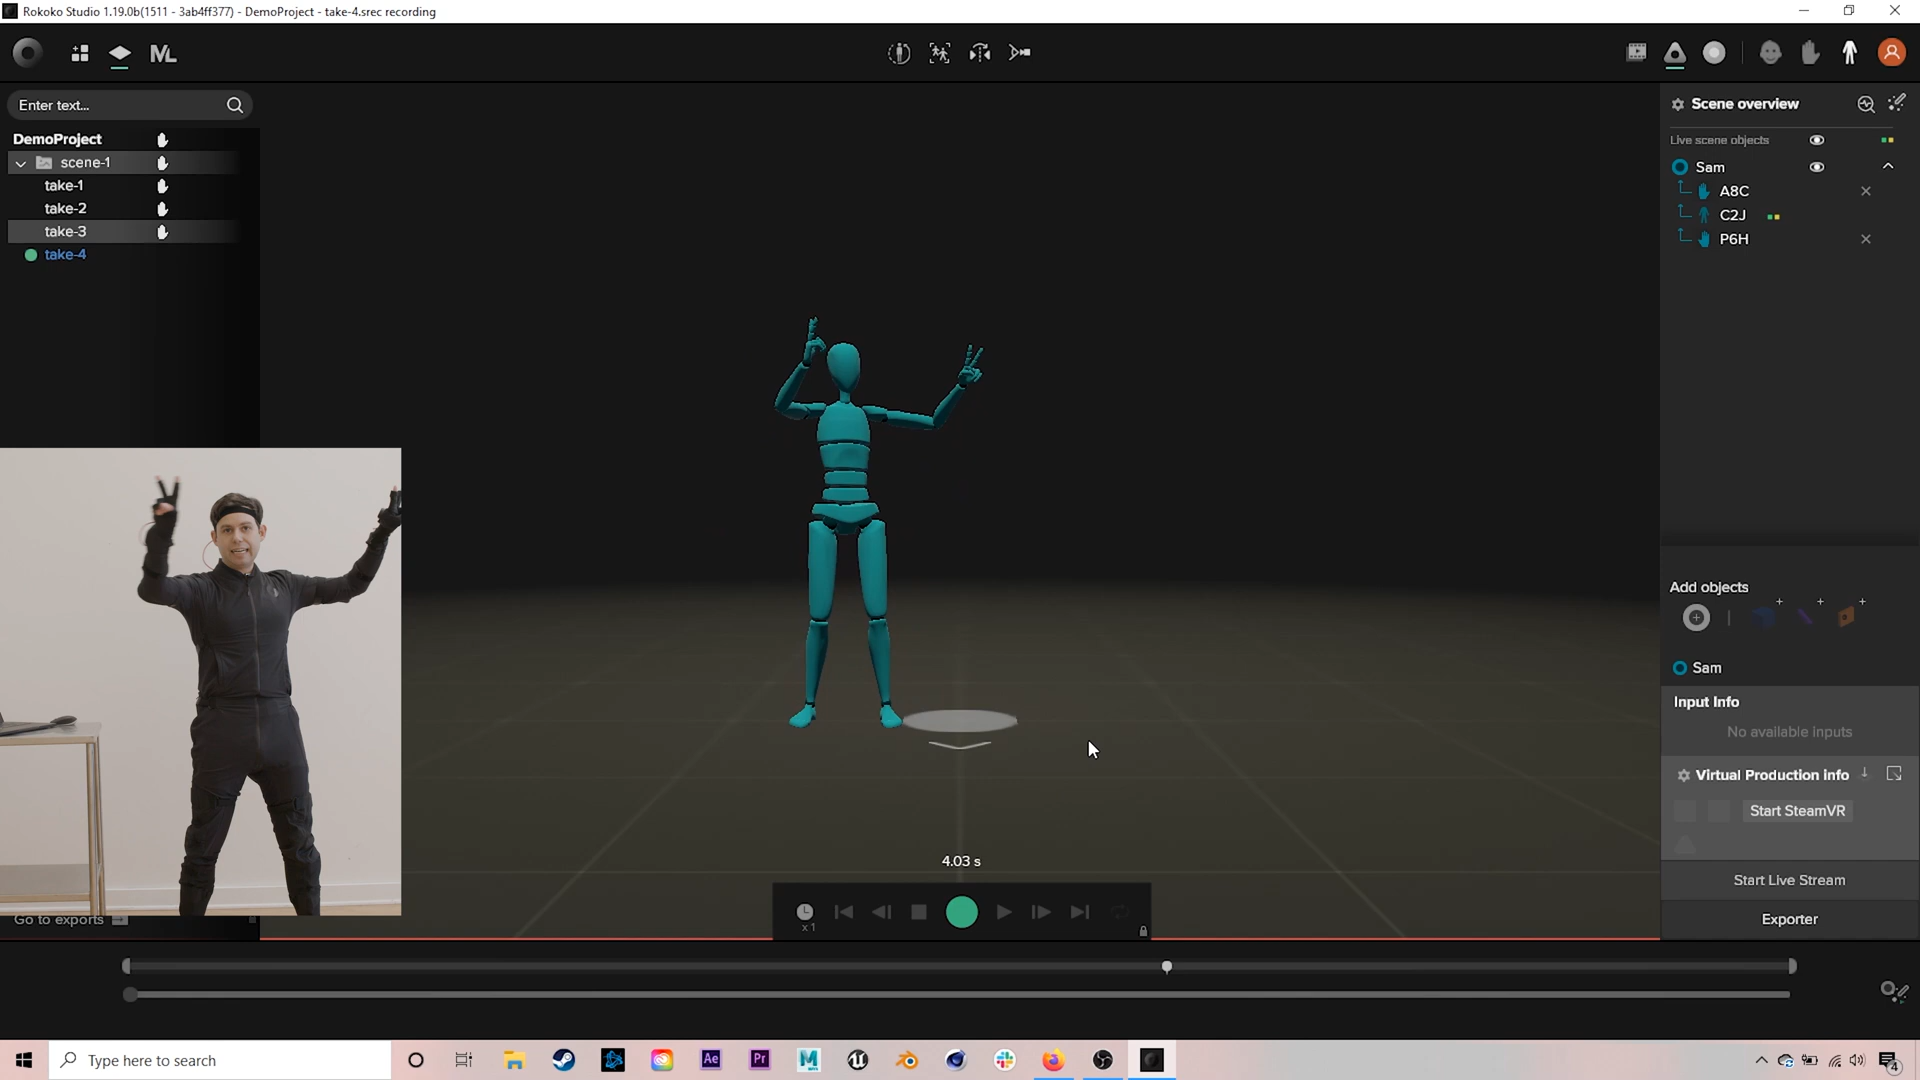 Rokoko Studio 1.19.0b(1511 - 3ab4ff377) - DemoProject - take-4.srec recording
ML
Enter text...
DemoProject
scene-1
take-1
take-2
take-3
take-4
Scene overview
Live scene objects
Sam
A8C
C2J
P6H
Add objects
Sam
Input Info
No available inputs
Virtual Production info
Start SteamVR
Start Live Stream
Exporter
4.03 s
x1
Go to exports
Type here to search
Ae
Pr
M
4